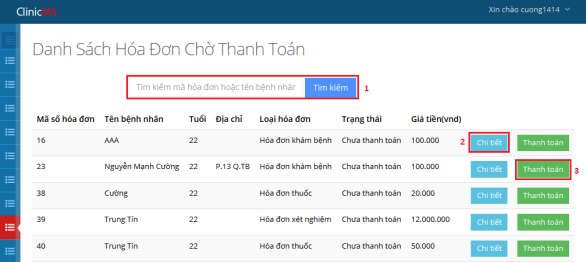 ClinicMS
Xin chào cuong1414
Danh Sách Hóa Đơn Chờ Thanh Toán
Tìm kiếm mã hóa đơn hoặc tên bệnh nhân
Tìm kiếm
1
Mã số hóa đơn Tên bệnh nhân Tuổi Địa chỉ Loại hóa đơn Trạng thái Giá tiền(vnd)
16 AAA 22 Hóa đơn khám bệnh Chưa thanh toán 100.000 2 Chi tiết Thanh toán
23 Nguyễn Mạnh Cường 22 P.13 Q.TB Hóa đơn khám bệnh Chưa thanh toán 100.000 Chi tiết Thanh toán 3
38 Cường 22 Hóa đơn thuốc Chưa thanh toán 20.000 Chi tiết Thanh toán
39 Trung Tín 22 Hóa đơn xét nghiệm Chưa thanh toán 12.000.000 Chi tiết Thanh toán
40 Trung Tín 22 Hóa đơn thuốc Chưa thanh toán 50.000 Chi tiết Thanh toán